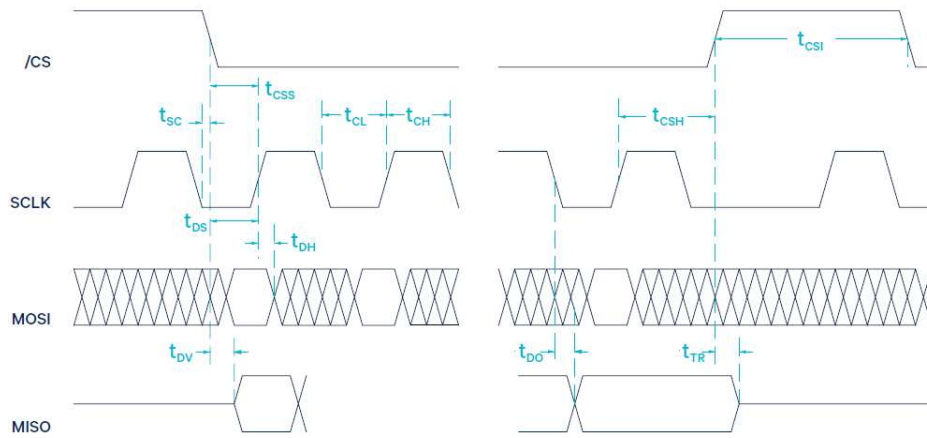 /CS
tCSI
tCSS
tSC
tCL
tCH
tCSH
SCLK
tDS
tDH
MOSI
tDV
tDO
tTR
MISO